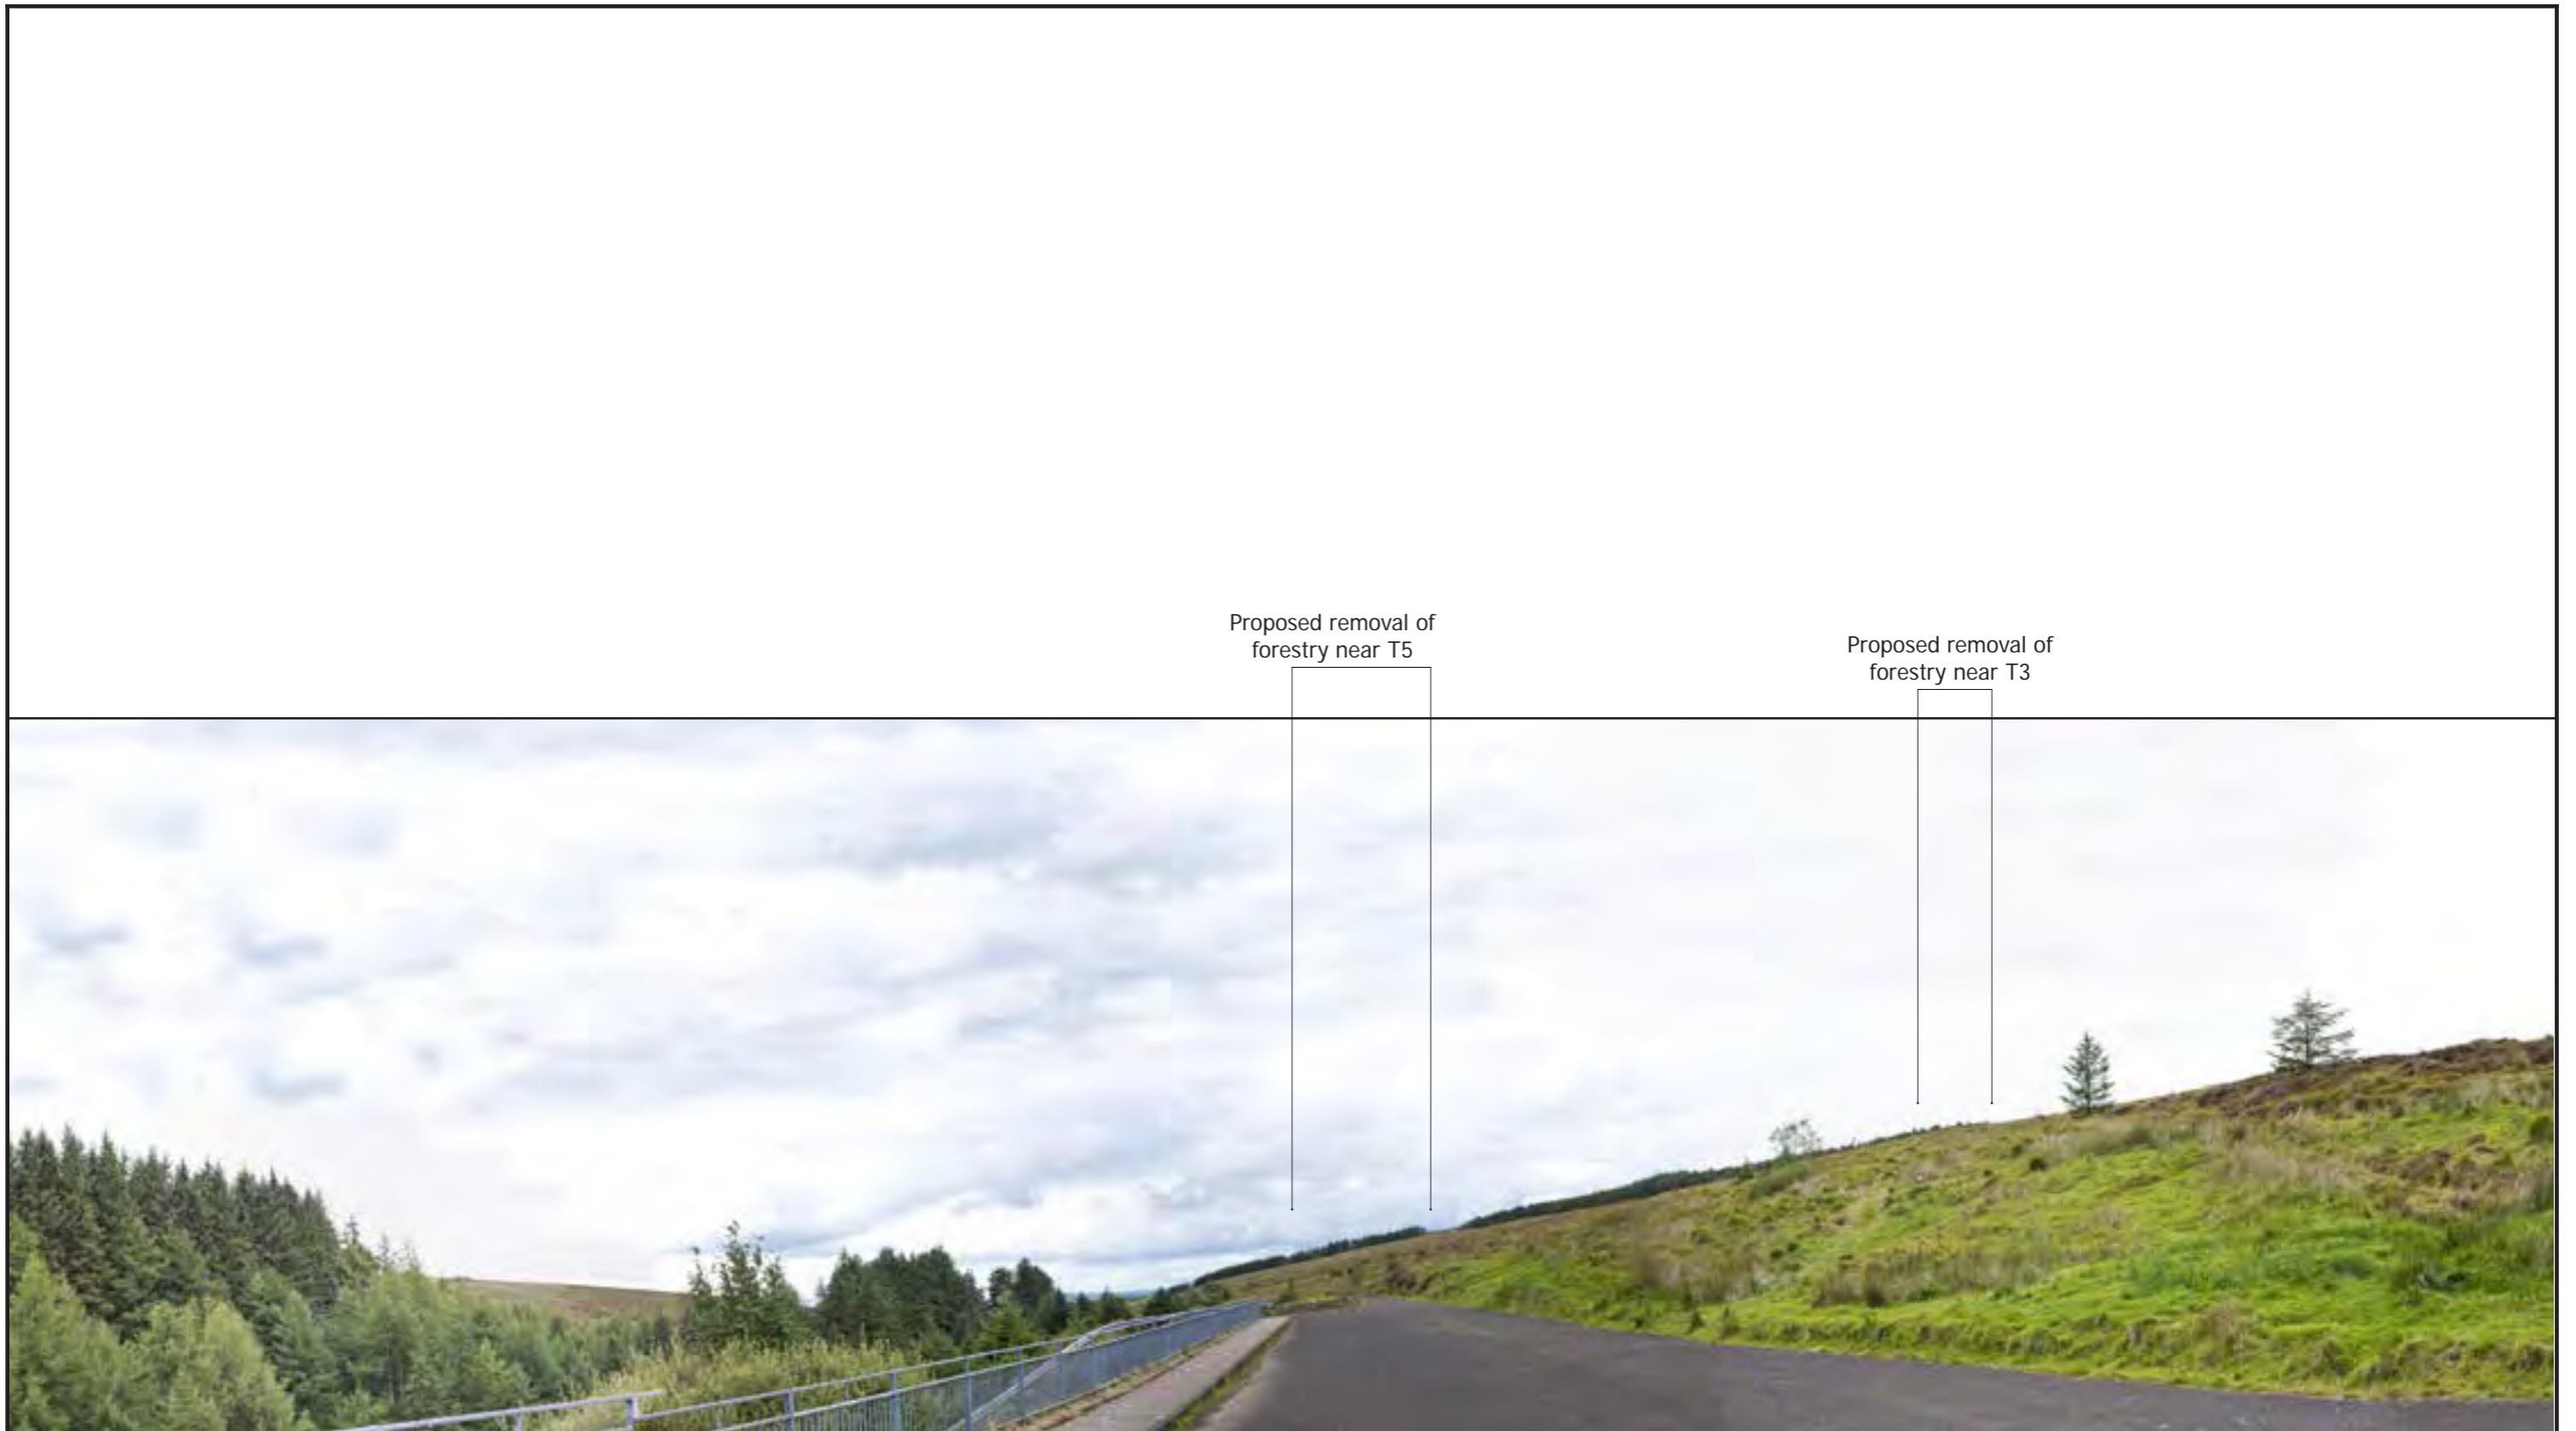 Proposed removal of
forestry near T5
Proposed removal of
forestry near T3